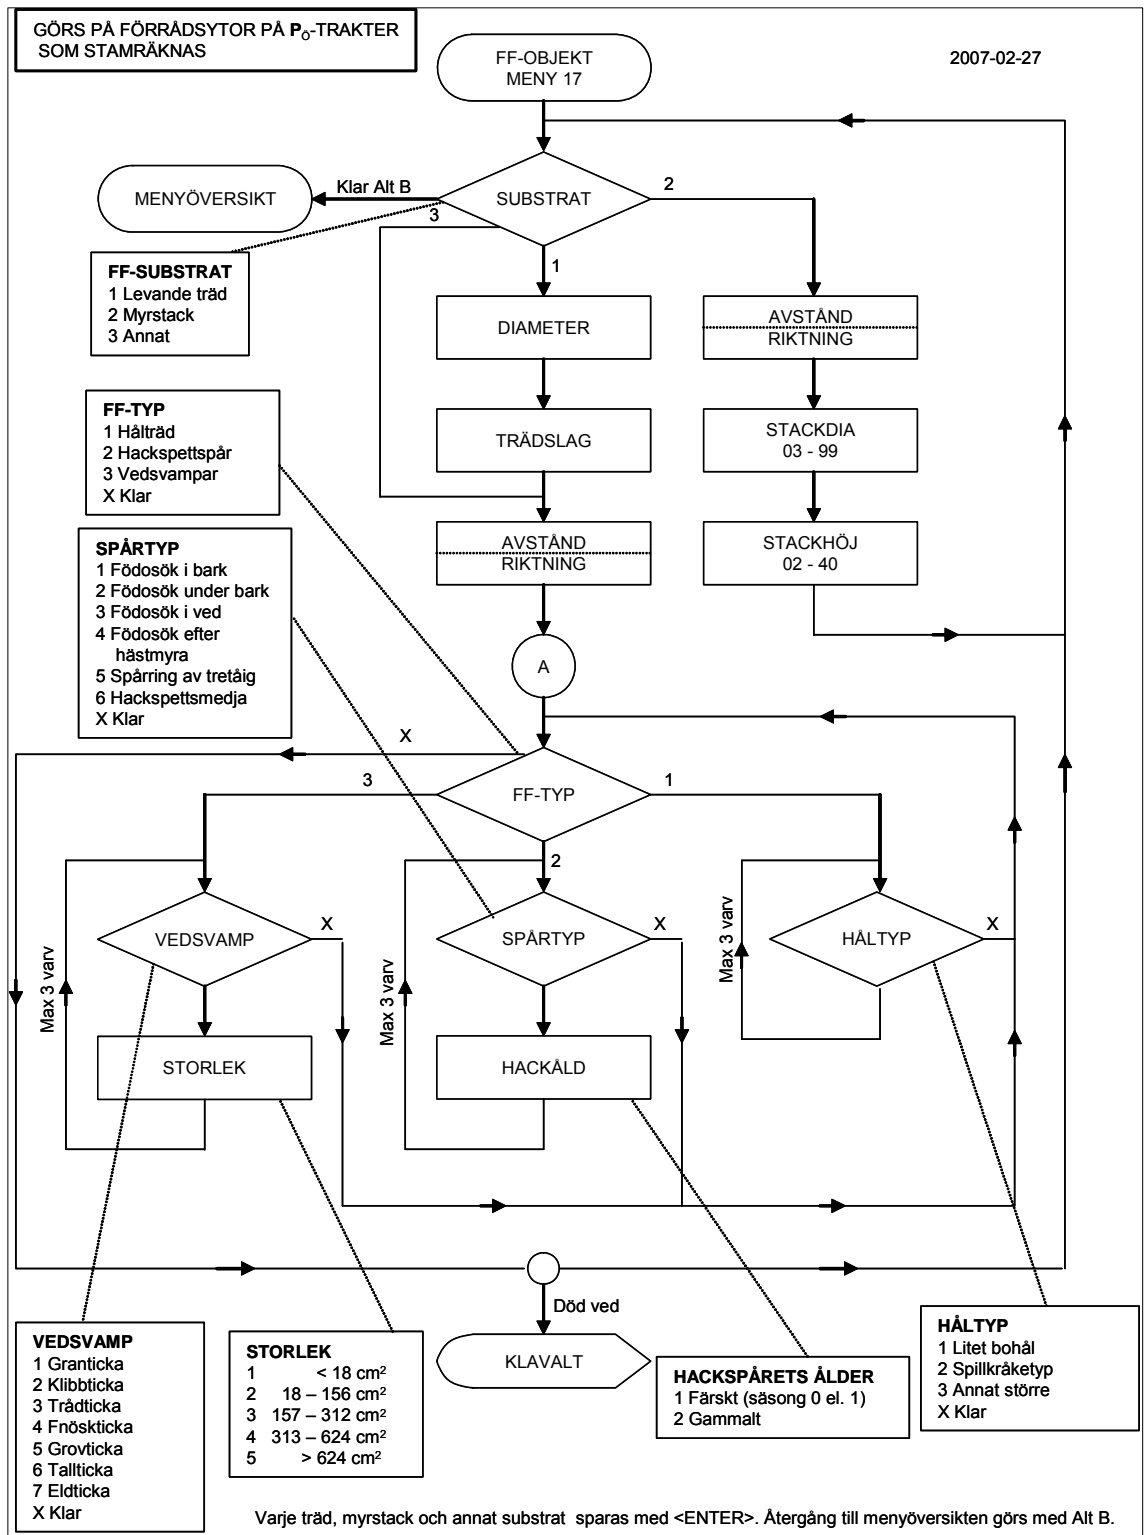 GÖRS PÅ FÖRRÅDSYTOR PÅ PÖ-TRAKTER
SOM STAMRÄKNAS
FF-OBJEKT
MENY 17
2007-02-27
MENYÖVERSIKT
Klar Alt B
SUBSTRAT
2
3
1
FF-SUBSTRAT
1 Levande träd
2 Myrstack
3 Annat
DIAMETER
AVSTÅND
RIKTNING
FF-TYP
1 Hålträd
2 Hackspettspår
3 Vedsvampar
X Klar
TRÄDSLAG
STACKDIA
03 - 99
SPÅRTYP
1 Födosök i bark
2 Födosök under bark
3 Födosök i ved
4 Födosök efter
hästmyra
5 Spårring av tretåig
6 Hackspettsmedja
X Klar
AVSTÅND
RIKTNING
STACKHÖJ
02 - 40
A
X
3
FF-TYP
1
2
Max 3 varv
VEDSVAMP
X
Max 3 varv
SPÅRTYP
X
Max 3 varv
HÅLTYP
X
STORLEK
HACKÅLD
Död ved
KLAVALT
VEDSVAMP
1 Granticka
2 Klibbticka
3 Trådticka
4 Fnöskticka
5 Grovticka
6 Tallticka
7 Eldticka
X Klar
STORLEK
1 < 18 cm²
2 18 – 156 cm²
3 157 – 312 cm²
4 313 – 624 cm²
5 > 624 cm²
HACKSPÅRETS ÅLDER
1 Färskt (säsong 0 el. 1)
2 Gammalt
HÅLTYP
1 Litet bohål
2 Spillkråketyp
3 Annat större
X Klar
Varje träd, myrstack och annat substrat sparas med <ENTER>. Återgång till menyöversikten görs med Alt B.